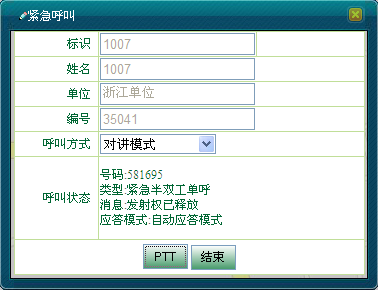 紧急呼叫
标识 1007
姓名 1007
单位 浙江单位
编号 35041
呼叫方式 对讲模式
呼叫状态
号码:581695
类型:紧急半双工单呼
消息:发射权已释放
应答模式:自动应答模式
PTT 结束